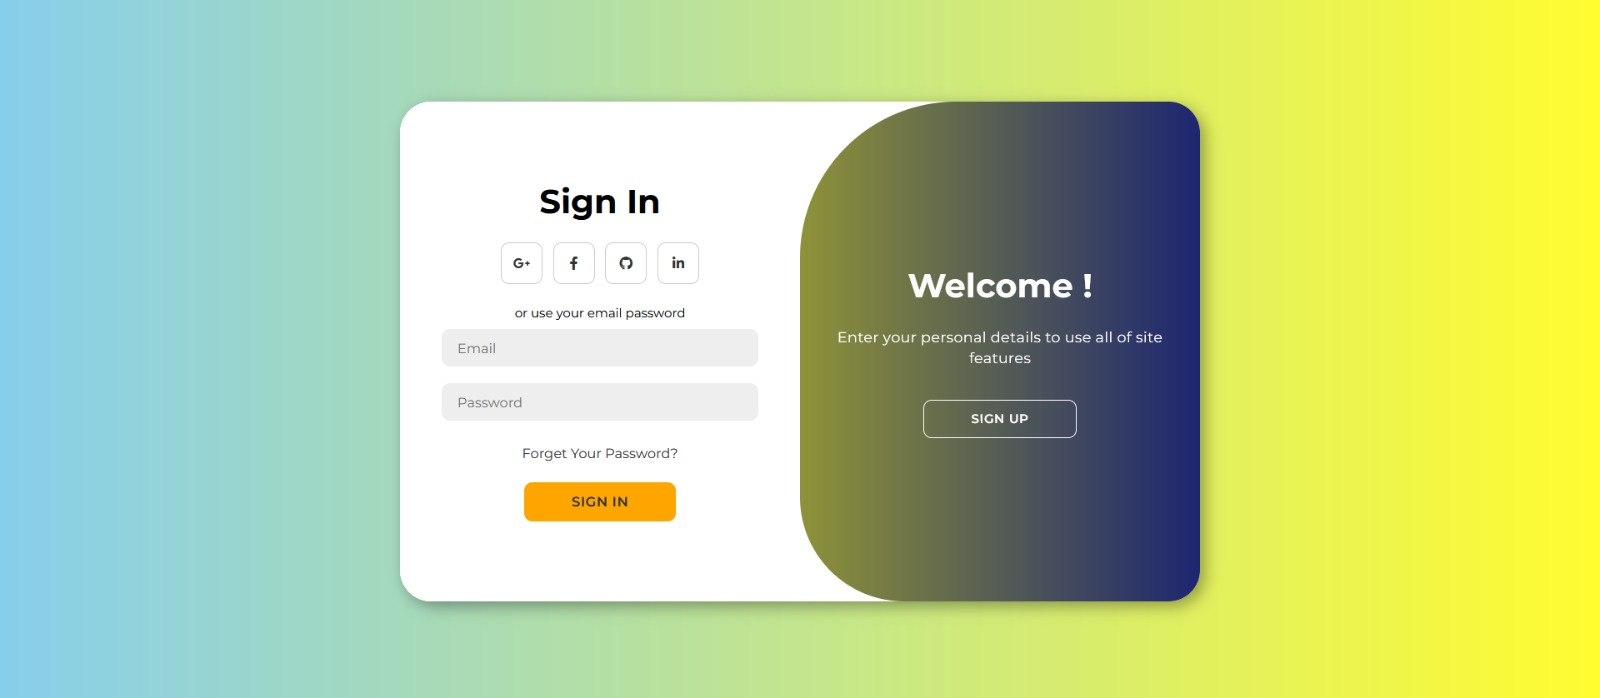 Sign In
G+
f
in
or use your email password
Email
Password
Forget Your Password?
SIGN IN
Welcome !
Enter your personal details to use all of site
features
SIGN UP